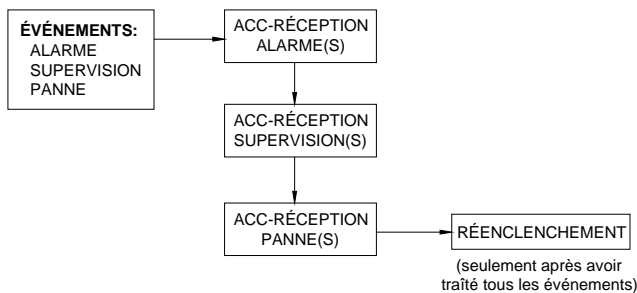 ÉVÉNEMENTS:
ALARME
SUPERVISION
PANNE
ACC-RÉCEPTION
ALARME(S)
ACC-RÉCEPTION
SUPERVISION(S)
ACC-RÉCEPTION
PANNE(S)
RÉENCLENCHEMENT
(seulement après avoir
traîté tous les événements)